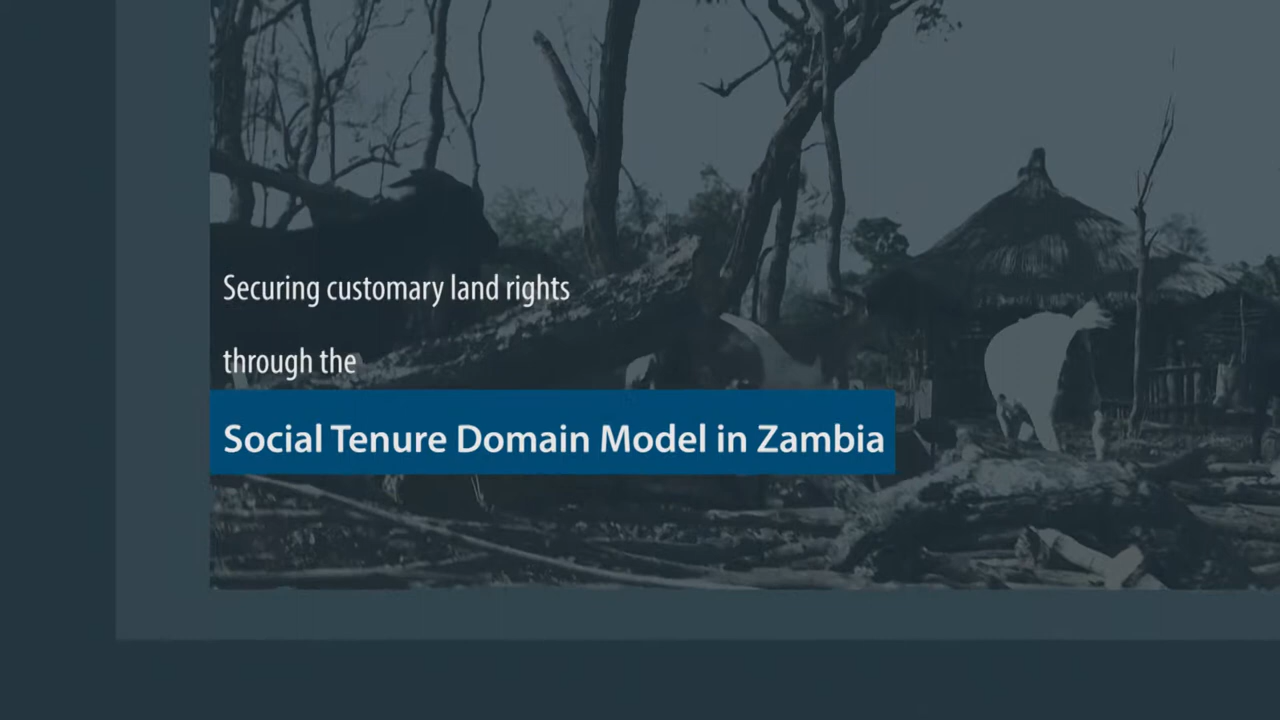 Securing customary land rights
through the
Social Tenure Domain Model in Zambia